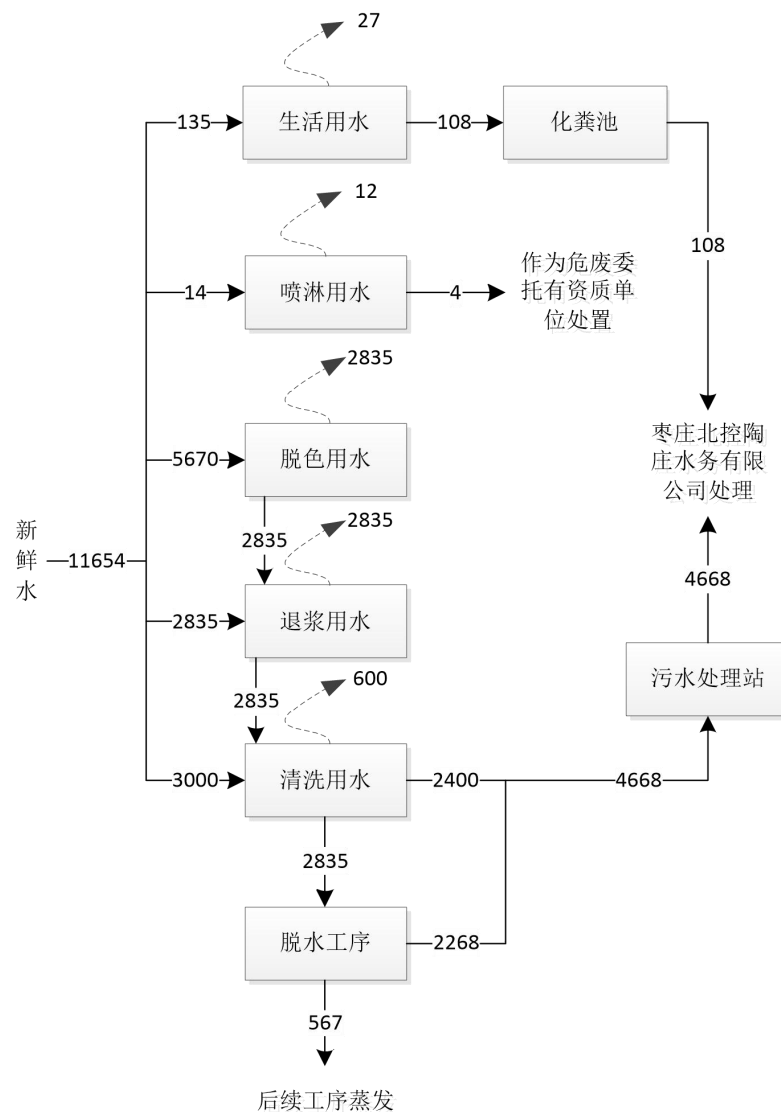 27
135
生活用水
108
化粪池
12
108
14
喷淋用水
4
作为危废委
托有资质单
位处置
2835
5670
脱色用水
枣庄北控陶
庄水务有限
公司处理
2835
2835
新
鲜
水
11654
4668
2835
退浆用水
600
污水处理站
2835
3000
清洗用水
2400
4668
2835
脱水工序
2268
567
后续工序蒸发